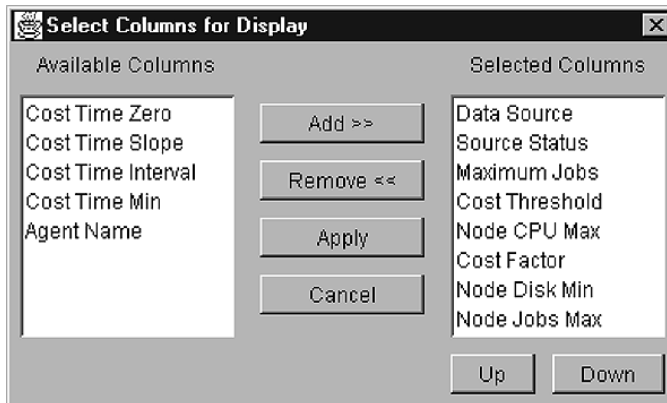 Select Columns for Display
Available Columns
Selected Columns
Cost Time Zero
Cost Time Slope
Cost Time Interval
Cost Time Min
Agent Name
Add >>
Remove <<
Apply
Cancel
Data Source
Source Status
Maximum Jobs
Cost Threshold
Node CPU Max
Cost Factor
Node Disk Min
Node Jobs Max
Up
Down